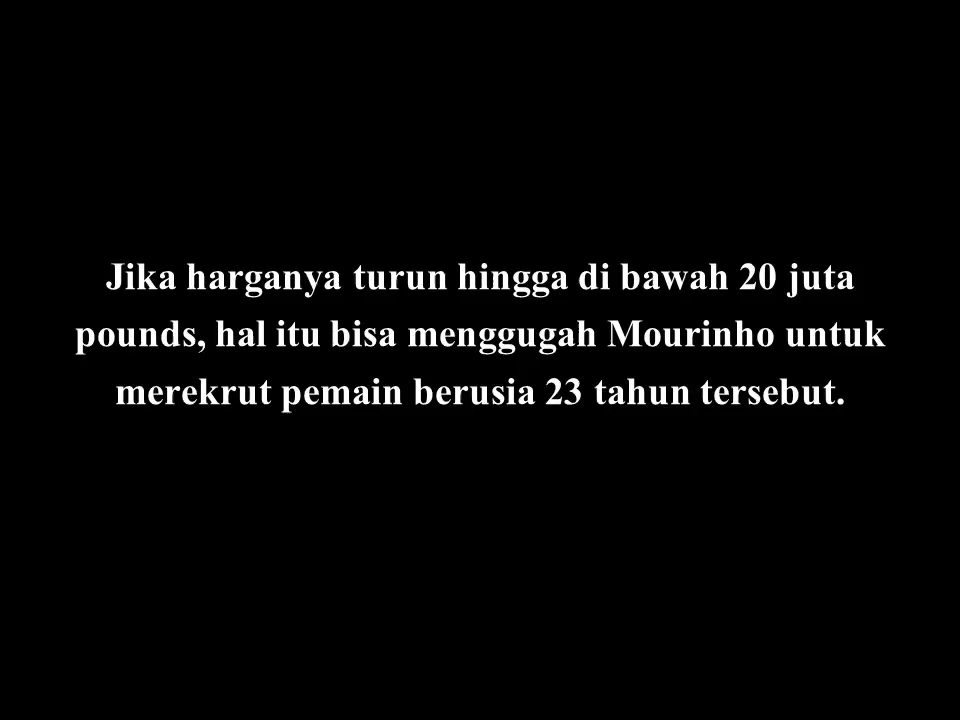 Jika harganya turun hingga di bawah 20 juta
pounds, hal itu bisa menggugah Mourinho untuk
merekrut pemain berusia 23 tahun tersebut.